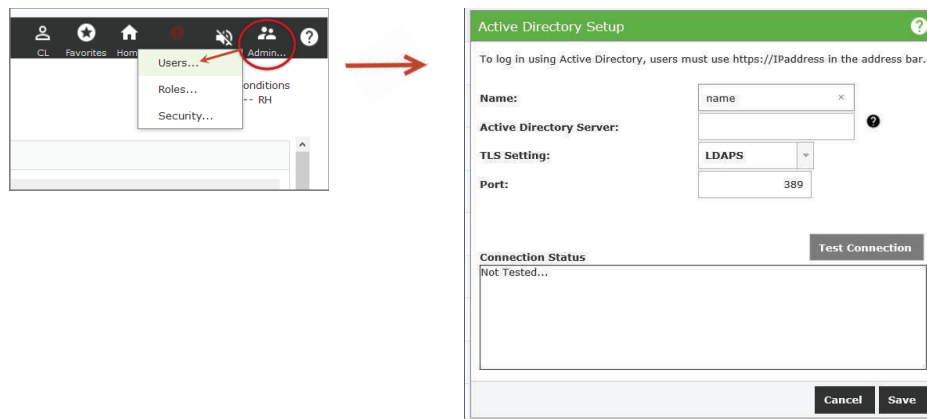 CL Favorites Hom Admin...
Users...
Roles...
Security...
onditions
-- RH
Active Directory Setup
To log in using Active Directory, users must use https://IPaddress in the address bar.
Name: name
Active Directory Server:
TLS Setting: LDAPS
Port: 389
Test Connection
Connection Status
Not Tested...
Cancel Save